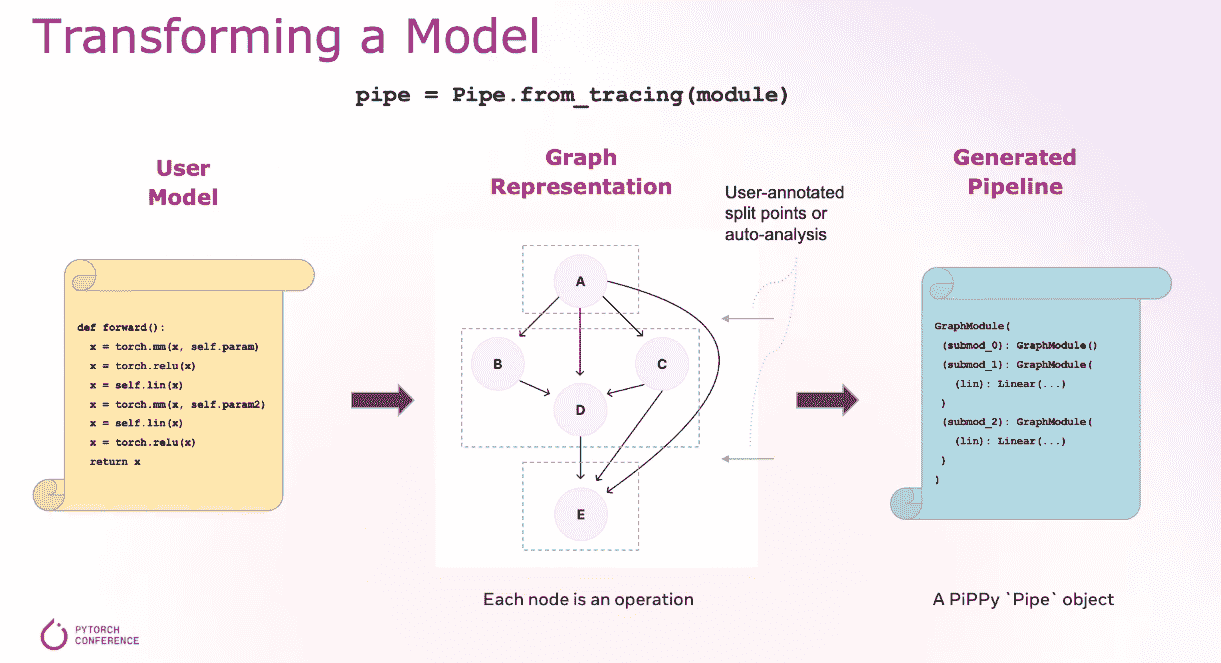 Transforming a Model
pipe = Pipe.from_tracing(module)
User
Model
def forward():
x = torch.mm(x, self.param)
x = torch.relu(x)
x = self.lin(x)
x = torch.mm(x, self.param2)
x = self.lin(x)
x = torch.relu(x)
return x
Graph
Representation
User-annotated
split points or
auto-analysis
A
B
C
D
E
Each node is an operation
Generated
Pipeline
GraphModule(
(submod_0): GraphModule()
(submod_1): GraphModule(
(lin): Linear(...)
)
(submod_2): GraphModule(
(lin): Linear(...)
)
)
A PiPPy `Pipe` object
PYTORCH
CONFERENCE